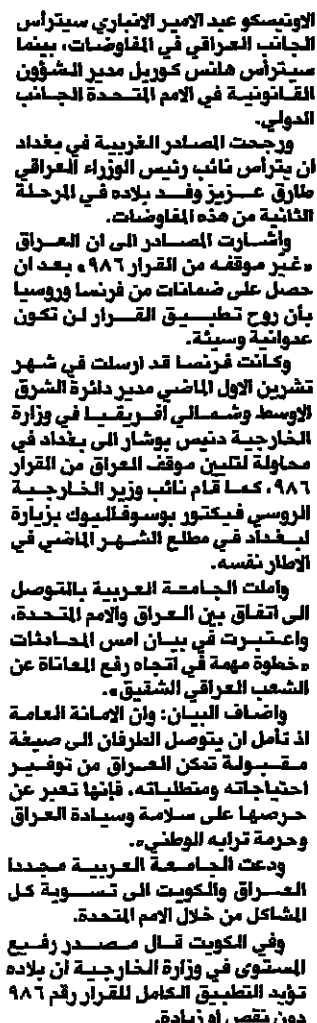 الاونيسكو عبد الامير الانباري سيترأس
الجانب العراقي في المفاوضات، بينما
سيترأس هانس كوريل مدير الشؤون
القانونية في الامم المتحدة الجانب
الدولي.
ورجحت المصادر الغربية في بغداد
ان يترأس نائب رئيس الوزراء العراقي
طارق عزيز وفد بلاده في المرحلة
الثانية من هذه المفاوضات.
واشارت المصادر الى ان العراق
«غير موقفه من القرار ٩٨٦» بعد ان
حصل على ضمانات من فرنسا وروسيا
بأن روح تطبيق القرار لن تكون
عدوانية وسيئة.
وكانت فرنسا قد ارسلت في شهر
تشرين الاول الماضي مدير دائرة الشرق
الاوسط وشمالي افريقيا في وزارة
الخارجية دنيس بوشار الى بغداد في
محاولة لتليين موقف العراق من القرار
٩٨٦، كما قام نائب وزير الخارجية
الروسي فيكتور بوسوفاليوك بزيارة
لبغداد في مطلع الشهر الماضي في
الاطار نفسه.
واملت الجامعة العربية بالتوصل
الى اتفاق بين العراق والامم المتحدة،
واعتبرت في بيان امس المحادثات
«خطوة مهمة في اتجاه رفع المعاناة عن
الشعب العراقي الشقيق».
واضاف البيان: وان الامانة العامة
اذ تأمل ان يتوصل الطرفان الى صيغة
مقبولة تمكن العراق من توفير
احتياجاته ومتطلباته، فإنها تعبر عن
حرصها على سلامة وسيادة العراق
وحرمة ترابه الوطني».
ودعت الجامعة العربية مجددا
العراق والكويت الى تسوية كل
المشاكل من خلال الامم المتحدة.
وفي الكويت قال مصدر رفيع
المستوى في وزارة الخارجية ان بلاده
تؤيد التطبيق الكامل للقرار رقم ٩٨٦
دون نقص او زيادة.